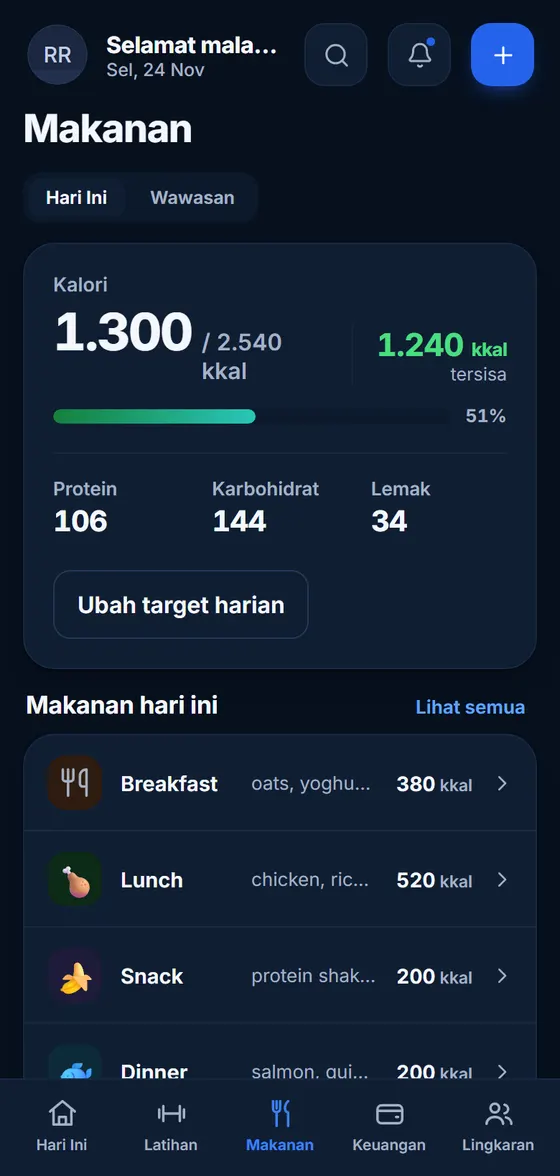 RR
Selamat mala...
Sel, 24 Nov
Makanan
Hari Ini
Wawasan
Kalori
1.300 / 2.540 kkal
1.240 kkal
tersisa
51%
Protein
106
Karbohidrat
144
Lemak
34
Ubah target harian
Makanan hari ini
Lihat semua
Breakfast oats, yoghu... 380 kkal
Lunch chicken, ric... 520 kkal
Snack protein shak... 200 kkal
Dinner salmon, qui... 200 kkal
Hari Ini
Latihan
Makanan
Keuangan
Lingkaran